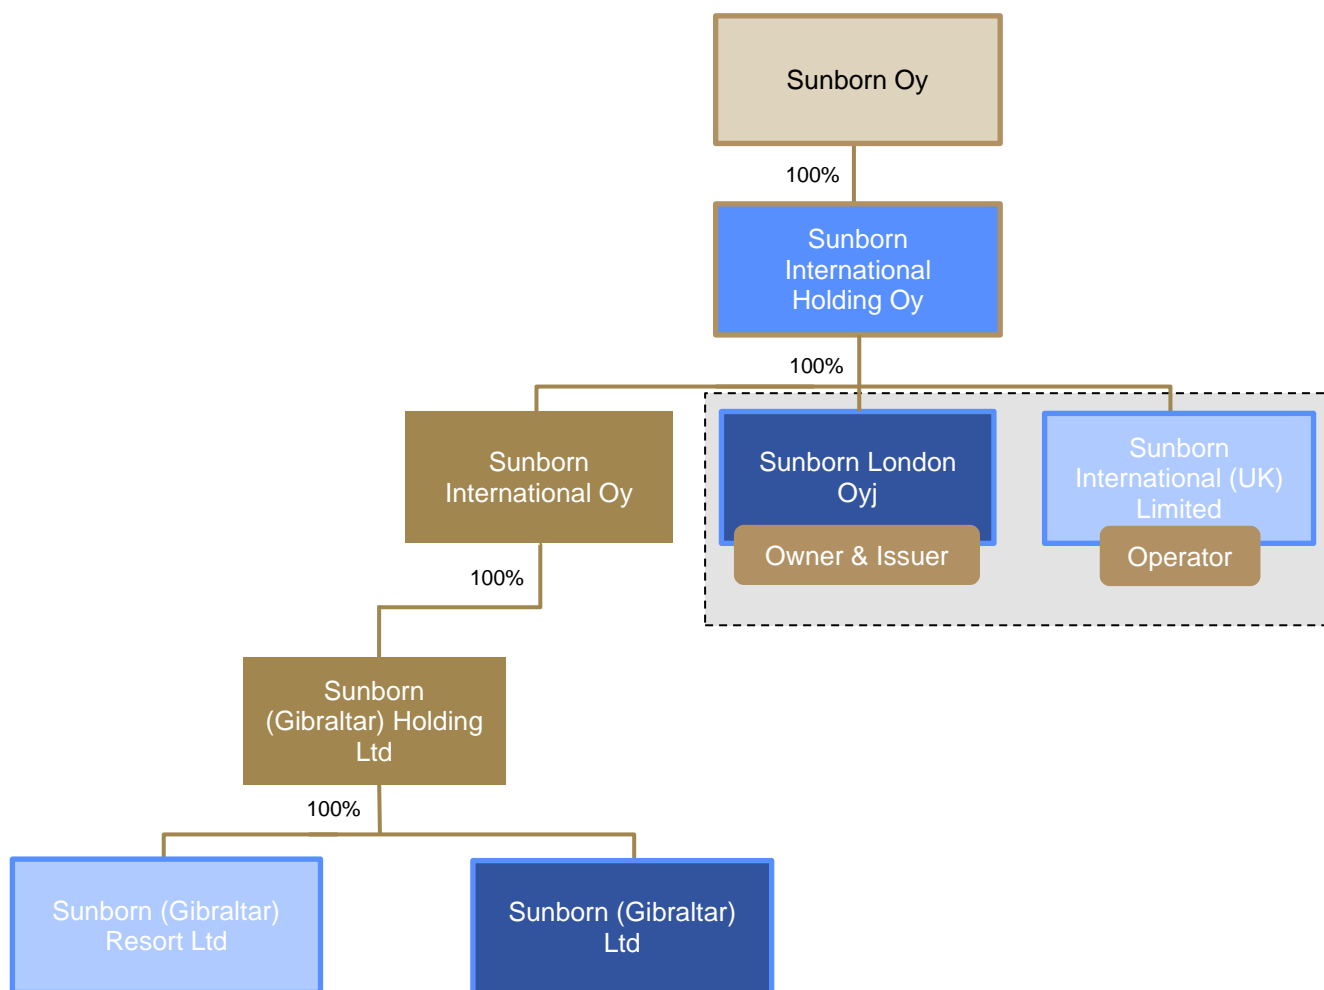 Sunborn Oy
100%
Sunborn
International
Holding Oy
100%
Sunborn
International Oy
Sunborn London
Oyj
Owner & Issuer
Sunborn
International (UK)
Limited
Operator
100%
Sunborn
(Gibraltar) Holding
Ltd
100%
Sunborn (Gibraltar)
Resort Ltd
Sunborn (Gibraltar)
Ltd